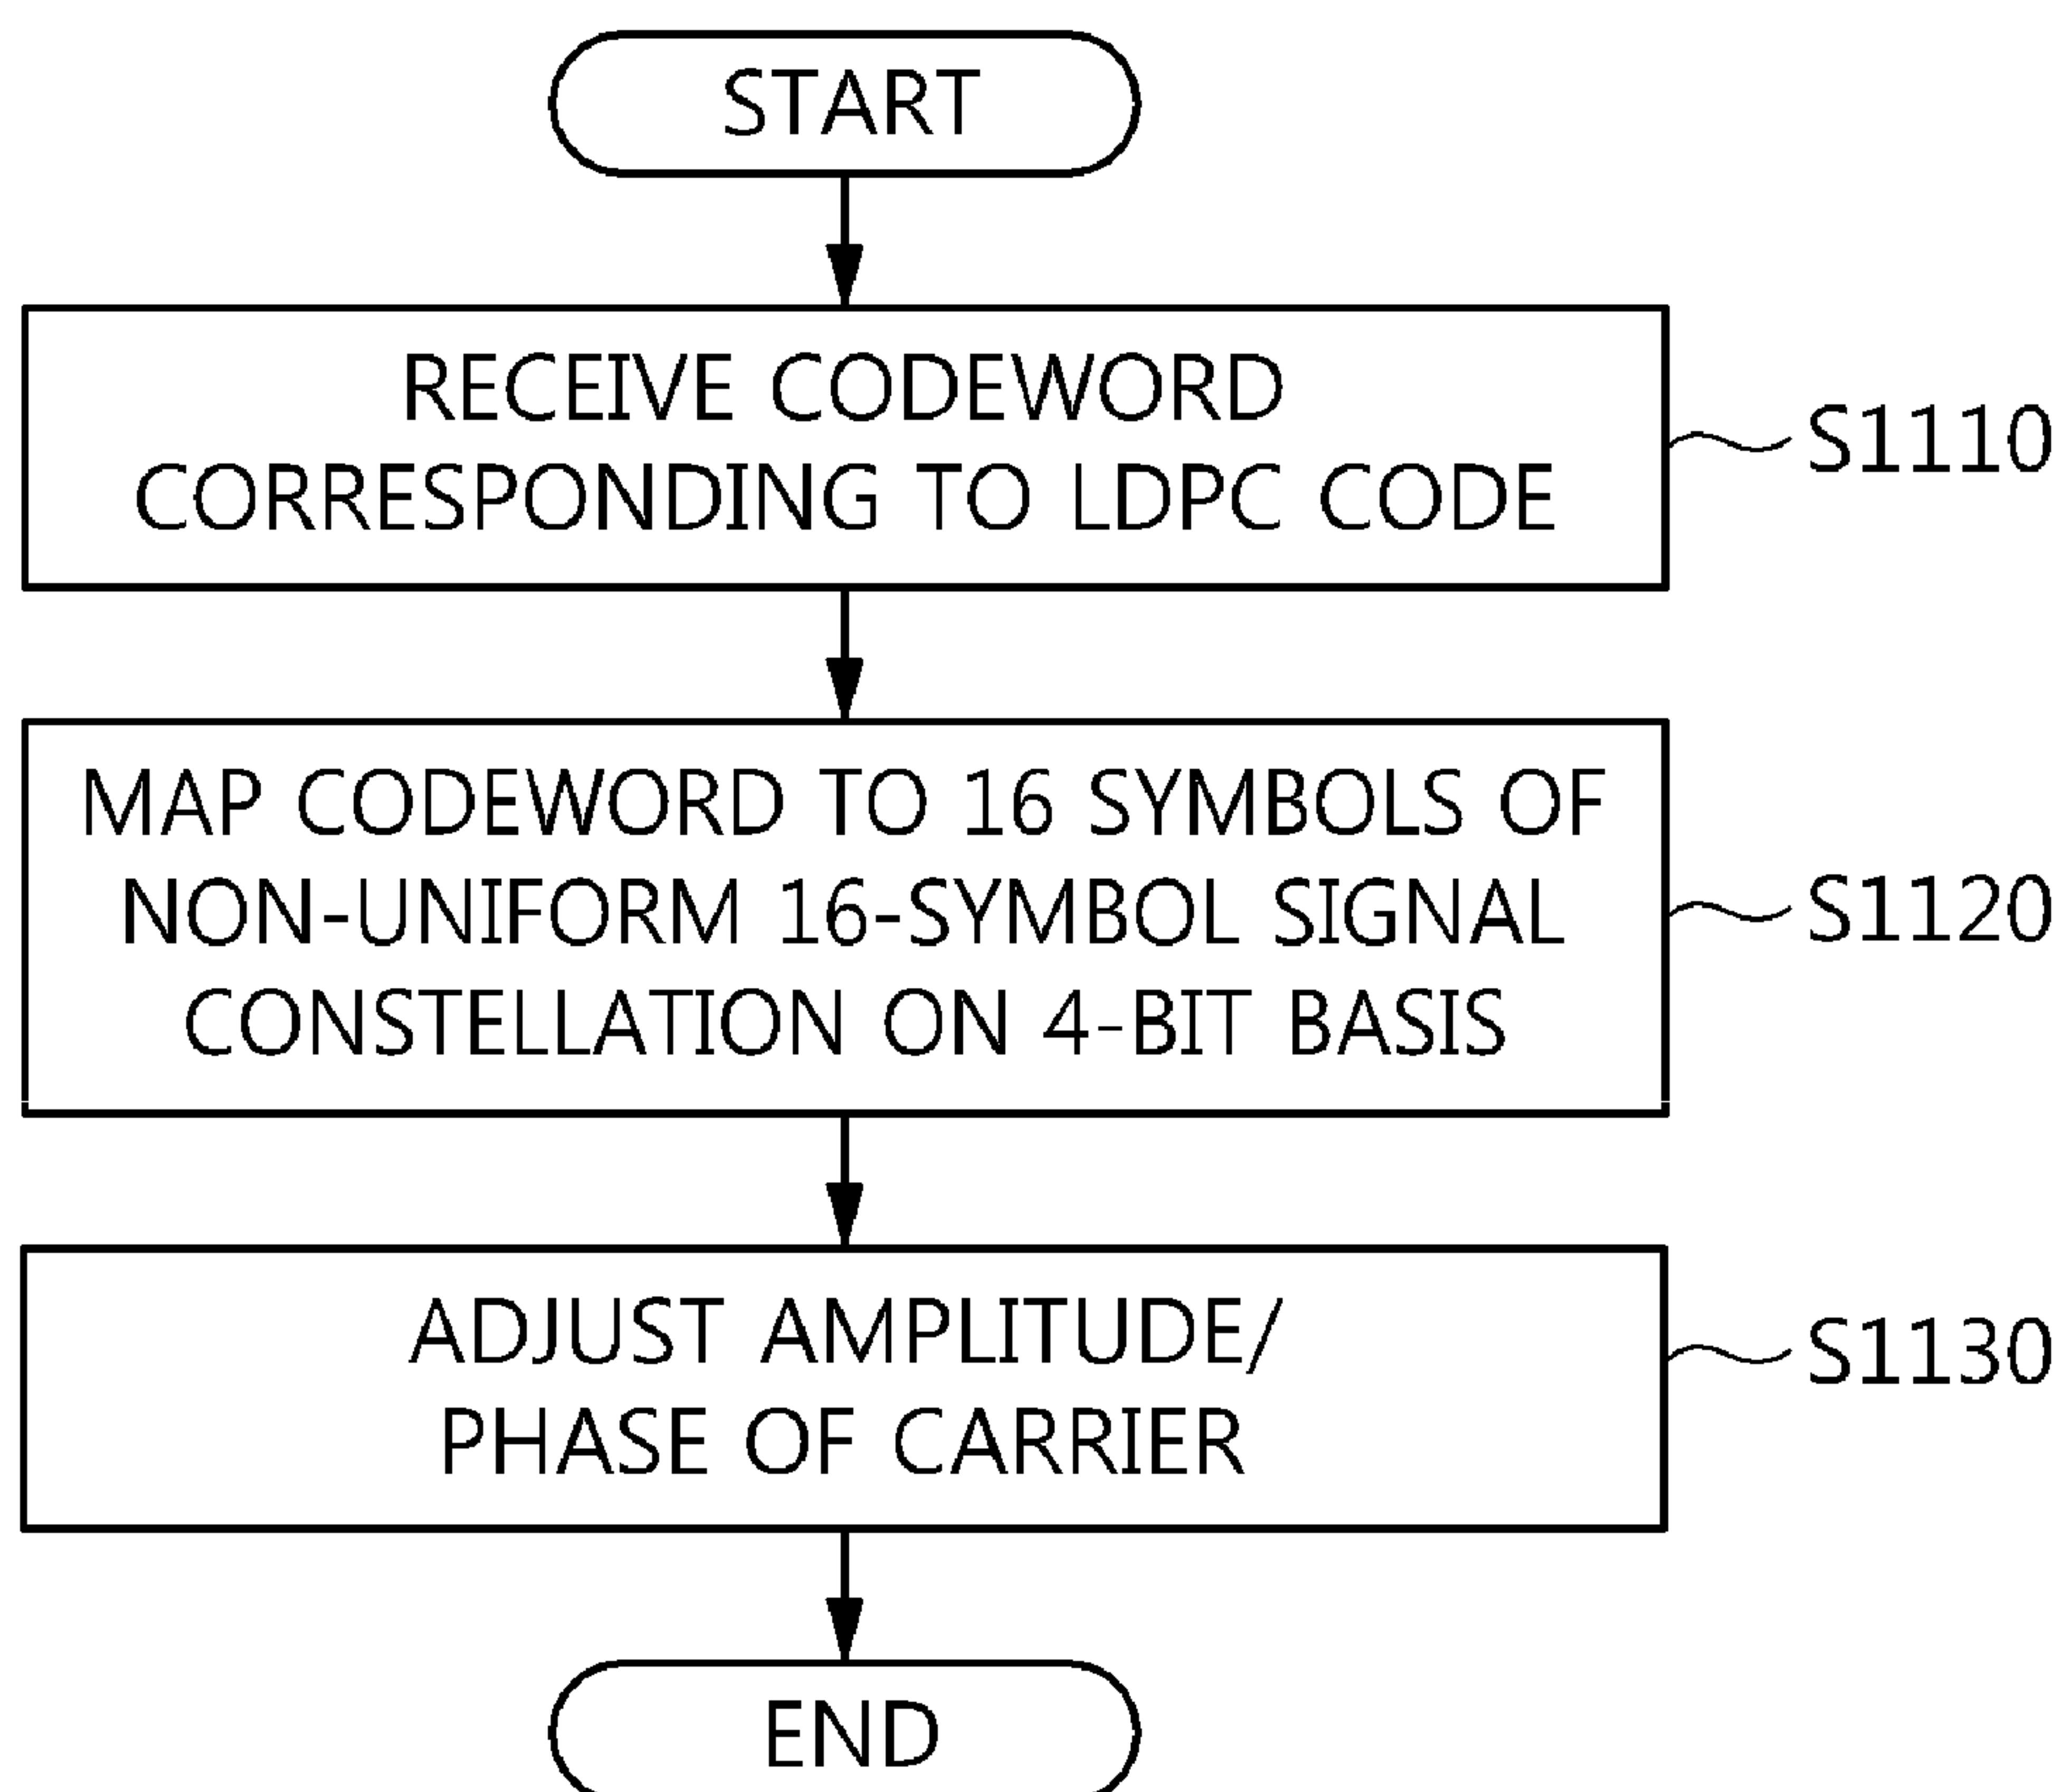 START
RECEIVE CODEWORD
CORRESPONDING TO LDPC CODE
S1110
MAP CODEWORD TO 16 SYMBOLS OF
NON-UNIFORM 16-SYMBOL SIGNAL
CONSTELLATION ON 4-BIT BASIS
S1120
ADJUST AMPLITUDE/
PHASE OF CARRIER
S1130
END